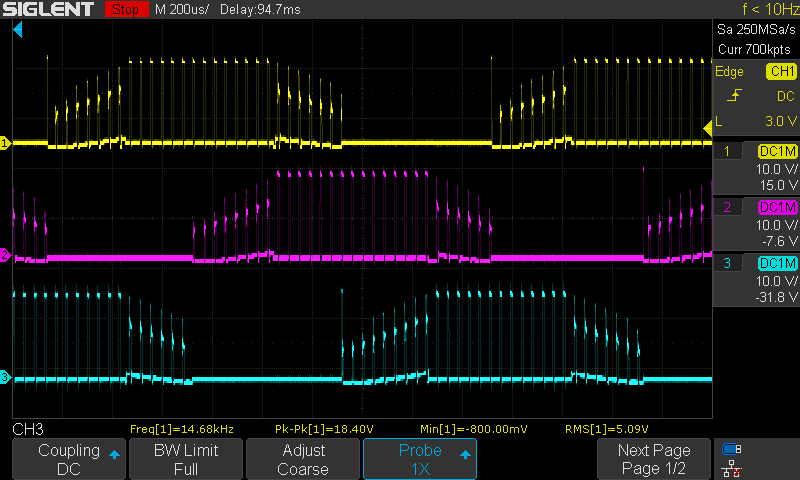 SIGLENT Stop M 200us/ Delay:94.7ms f < 10Hz
Sa 250MSa/s
Curr 700kpts
Edge CH1
DC
L 3.0 V
1 DC1M
10.0 V/
15.0 V
2 DC1M
10.0 V/
-7.6 V
3 DC1M
10.0 V/
-31.8 V
1
2
3
CH3 Freq[1]=14.68kHz Pk-Pk[1]=18.40V Min[1]=-800.00mV RMS[1]=5.09V
Coupling BW Limit Adjust Probe Next Page
DC Full Coarse 1X Page 1/2